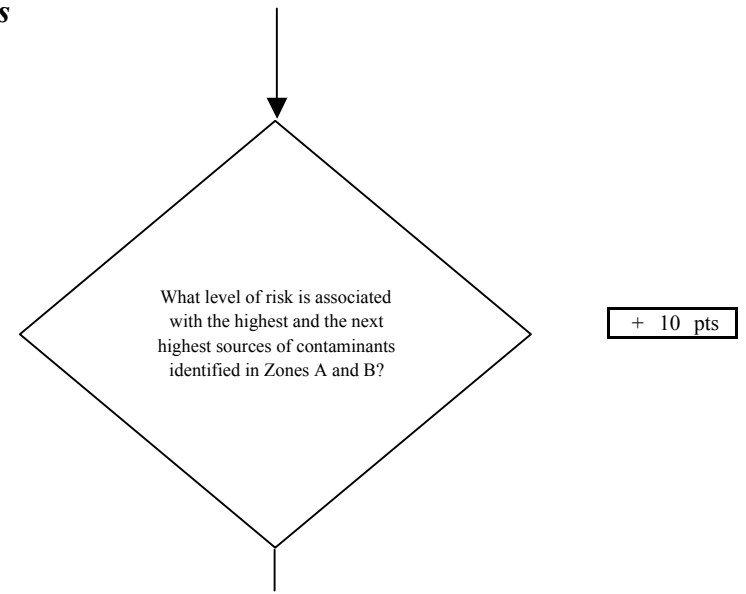 s
What level of risk is associated
with the highest and the next
highest sources of contaminants
identified in Zones A and B?
+ 10 pts